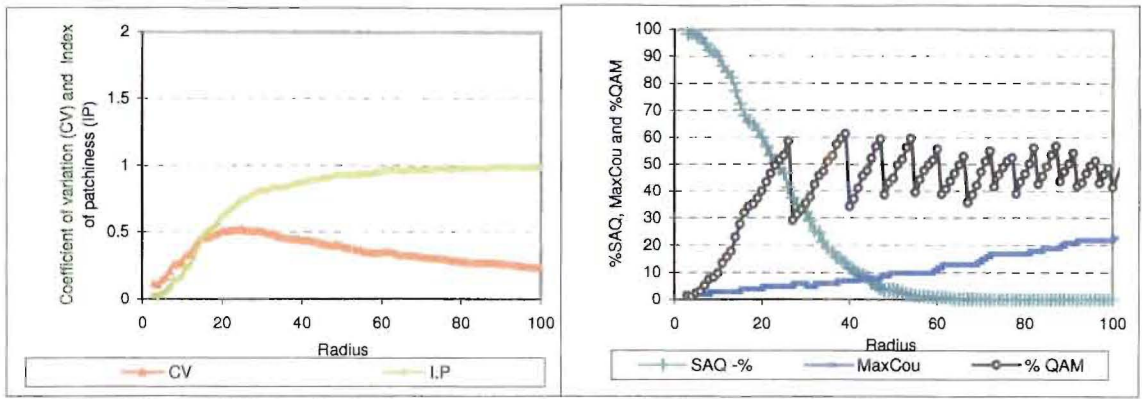 Coefficient of variation (CV) and Index
of patchiness (IP)
2
1.5
1
0.5
0
0 20 40 60 80 100
Radius
CV I.P
%SAQ, MaxCou and %QAM
100
90
80
70
60
50
40
30
20
10
0
0 20 40 60 80 100
Radius
SAQ -% MaxCou % QAM